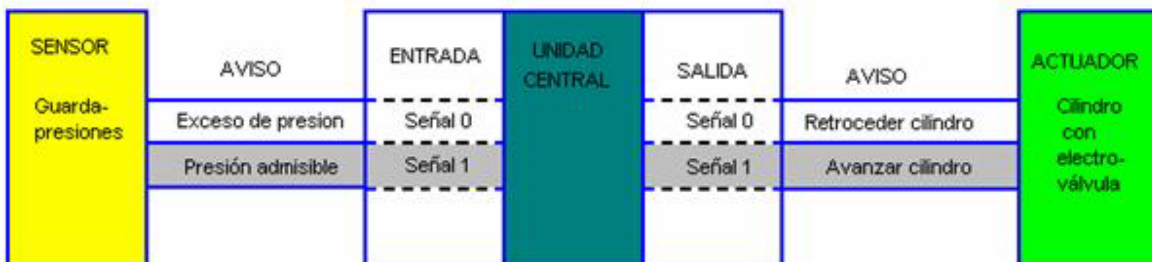 SENSOR
Guarda-
presiones
AVISO
Exceso de presion
Presión admisible
ENTRADA
Señal 0
Señal 1
UNIDAD
CENTRAL
SALIDA
Señal 0
Señal 1
AVISO
Retroceder cilindro
Avanzar cilindro
ACTUADOR
Cilindro
con
electro-
válvula